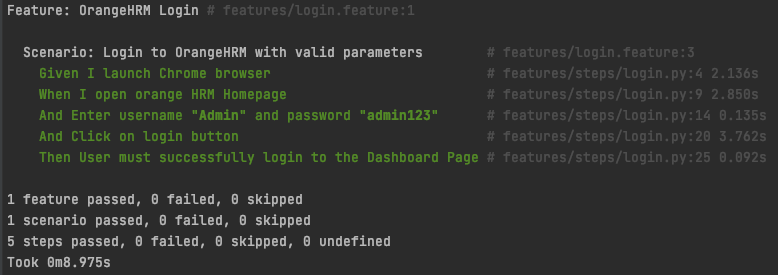 Feature: OrangeHRM Login # features/login.feature:1
Scenario: Login to OrangeHRM with valid parameters # features/login.feature:3
Given I launch Chrome browser # features/steps/login.py:4 2.136s
When I open orange HRM Homepage # features/steps/login.py:9 2.850s
And Enter username "Admin" and password "admin123" # features/steps/login.py:14 0.135s
And Click on login button # features/steps/login.py:20 3.762s
Then User must successfully login to the Dashboard Page # features/steps/login.py:25 0.092s
1 feature passed, 0 failed, 0 skipped
1 scenario passed, 0 failed, 0 skipped
5 steps passed, 0 failed, 0 skipped, 0 undefined
Took 0m8.975s